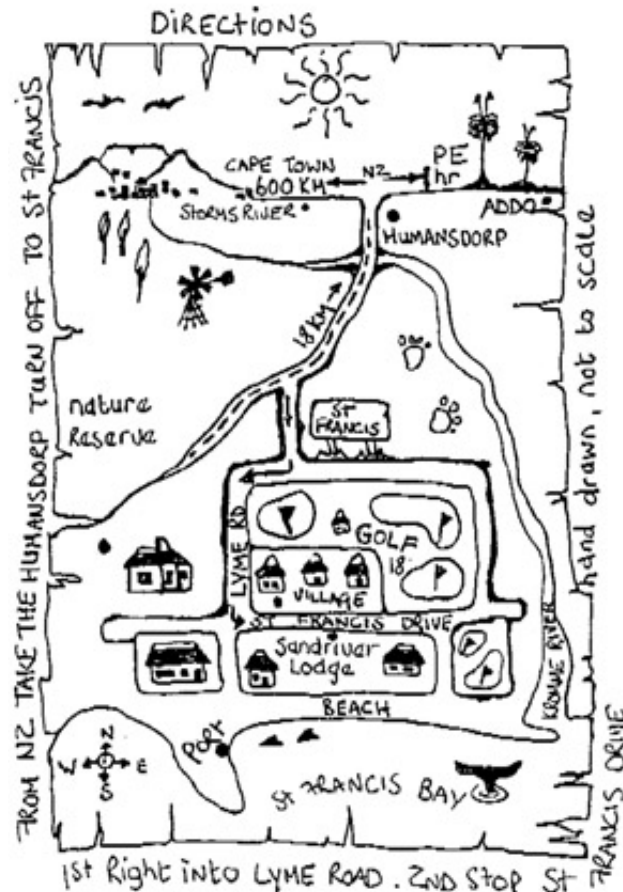 DIRECTIONS
FROM NZ TAKE THE HUMANSDORP TURN OFF TO St FRANCIS
1st Right into LYME ROAD. 2ND STOP St FRANCIS DRIVE
hand drawn, not to scale
CAPE TOWN
600 KM
NZ
PE
hr
STORMS RIVER
ADDO
HUMANSDORP
18 KM
nature
Reserve
ST
FRANCIS
LYME RD
GOLF
18
VILLAGE
ST FRANCIS DRIVE
Sandriver
Lodge
KROMME RIVER
BEACH
PORT
N
W E
S
St FRANCIS BAY